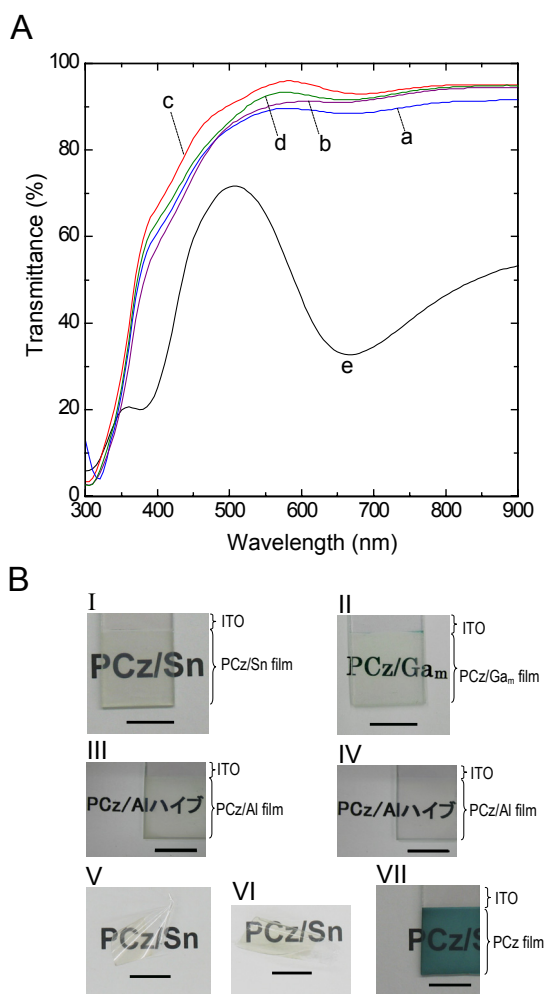 A
Transmittance (%)
100
80
60
40
20
0
c
d
b
a
e
300 400 500 600 700 800 900
Wavelength (nm)
B
I
PCz/Sn
ITO
PCz/Sn film
II
PCz/Gam
ITO
PCz/Gam film
III
PCz/Alハイブ
ITO
PCz/Al film
IV
PCz/Alハイブ
ITO
PCz/Al film
V
PCz/Sn
VI
PCz/Sn
VII
PCz/S
ITO
PCz film